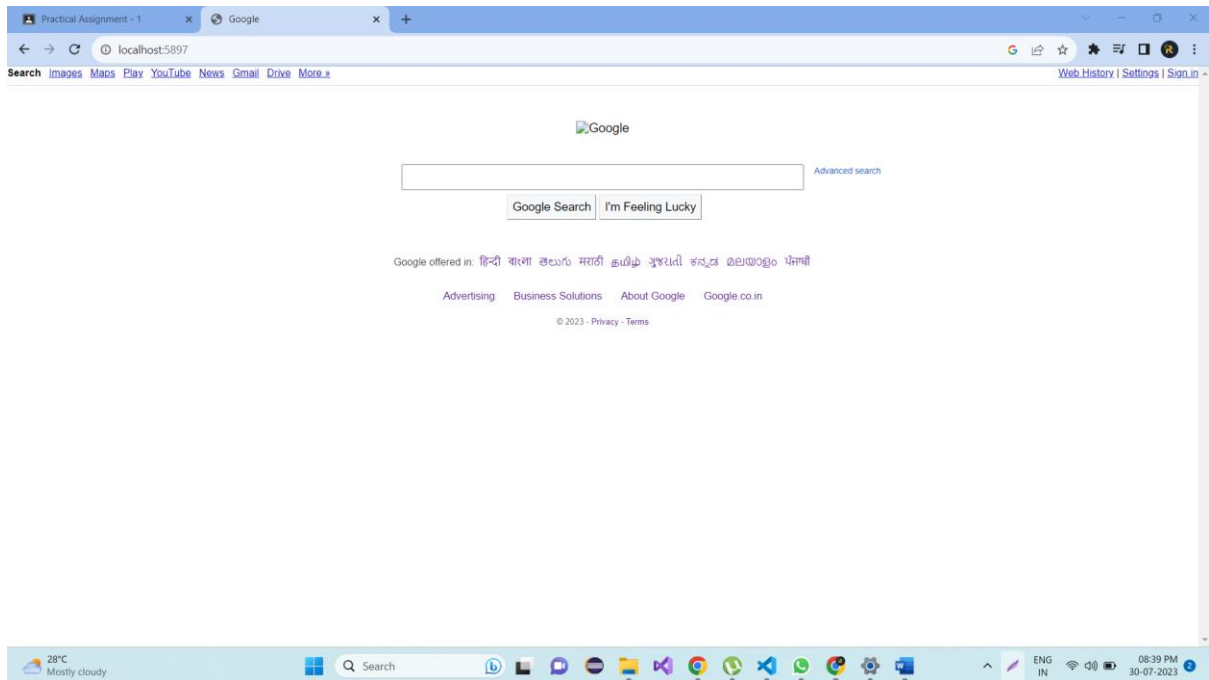 Practical Assignment - 1
Google
localhost:5897
Search Images Maps Play YouTube News Gmail Drive More »
Web History | Settings | Sign in
Google
Advanced search
Google Search I'm Feeling Lucky
Google offered in: हिन्दी বাংলা తెలుగు मराठी தமிழ் ગુજરાતી ಕನ್ನಡ മലയാളം ਪੰਜਾਬੀ
Advertising Business Solutions About Google Google.co.in
© 2023 - Privacy - Terms
28°C
Mostly cloudy
Search
ENG
IN
08:39 PM
30-07-2023
2